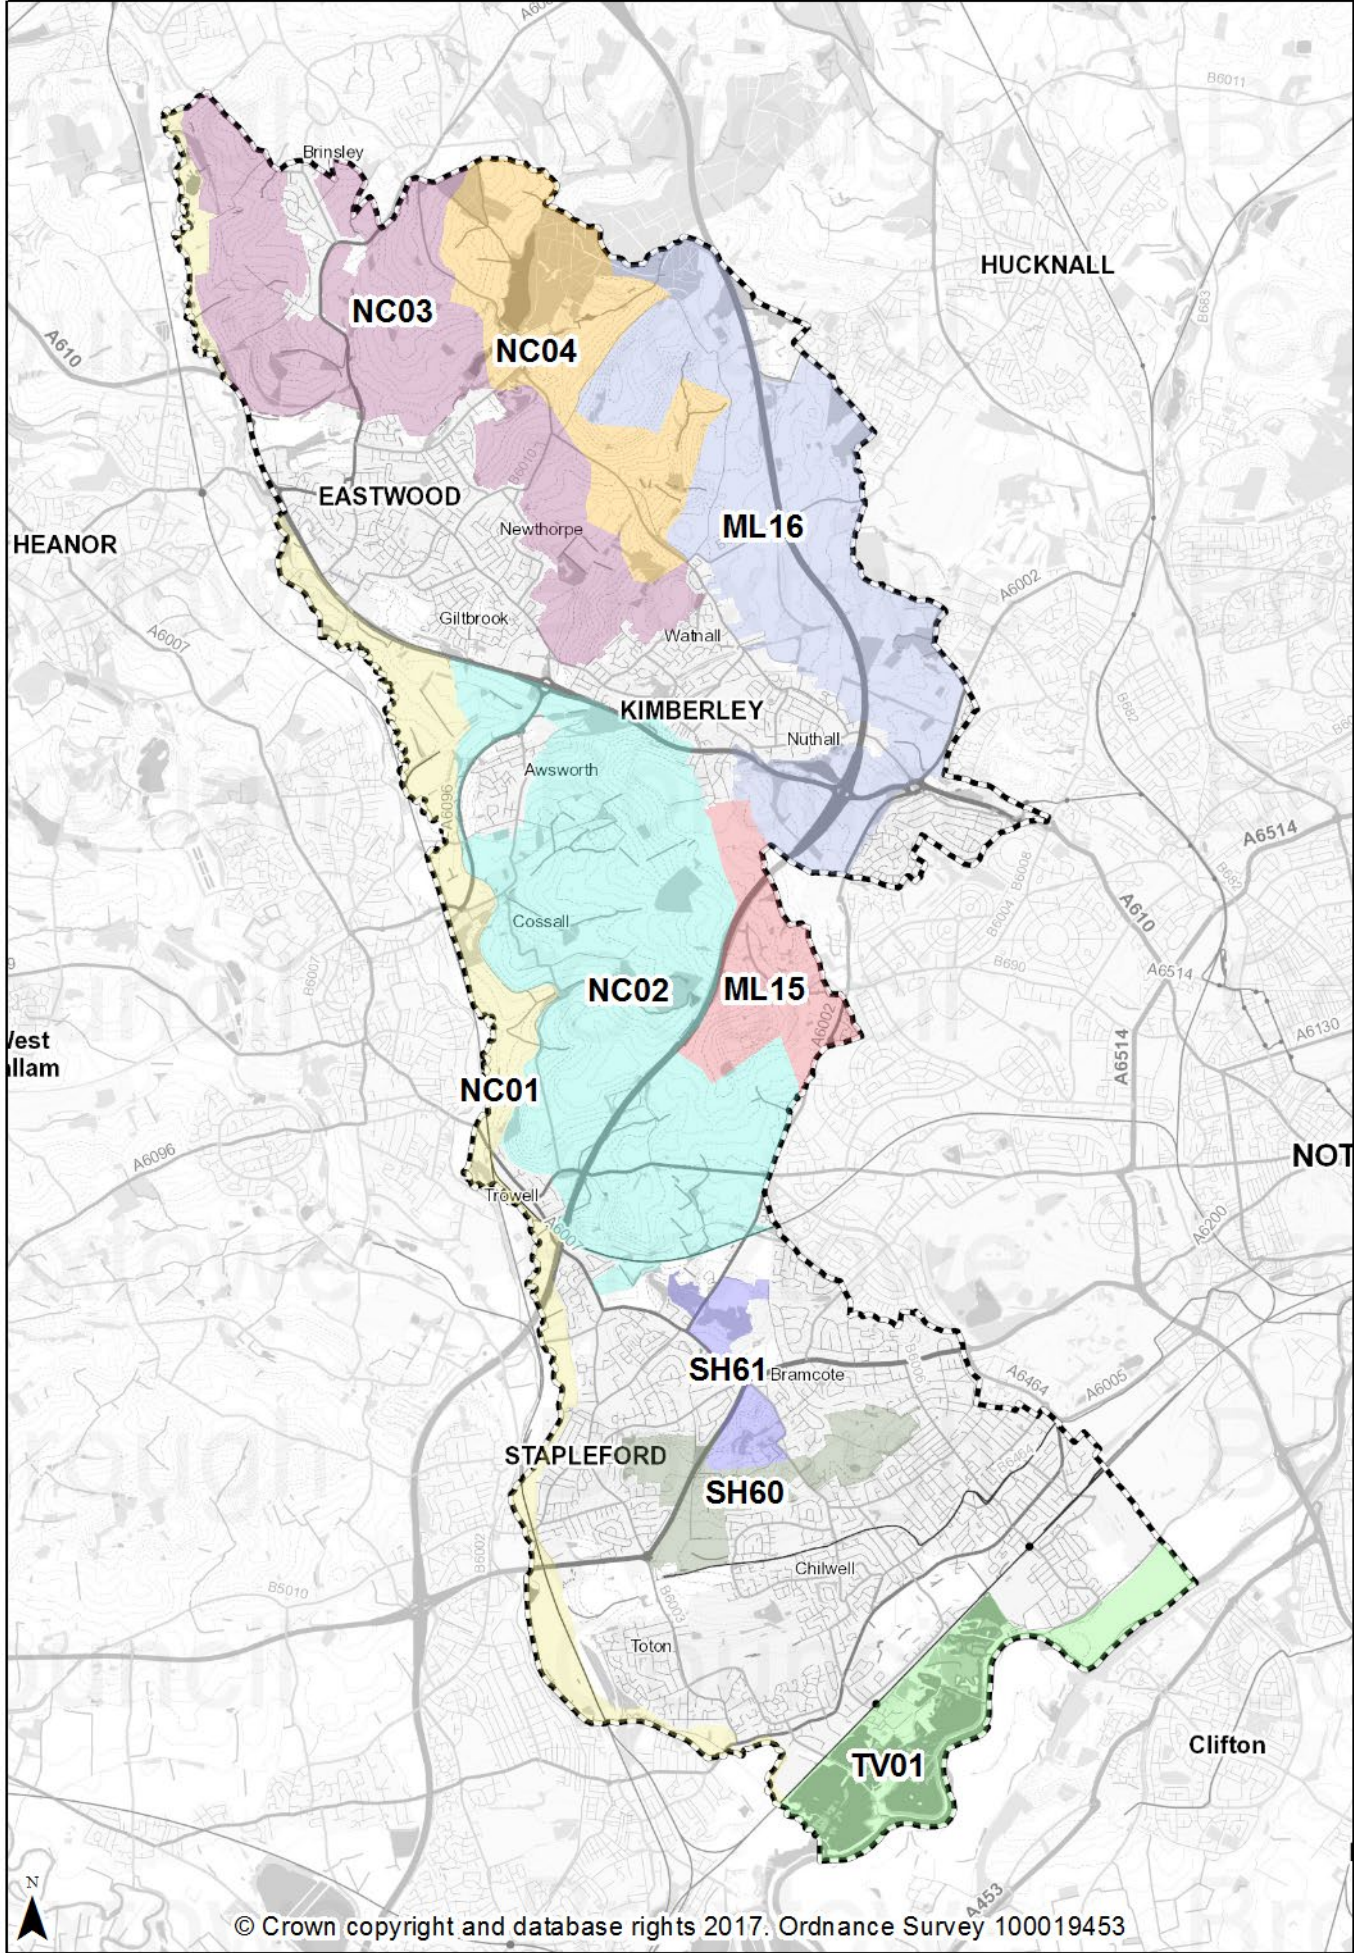 B6011
Brinsley
HUCKNALL
B683
NC03
A610
NC04
EASTWOOD
B6010
Newthorpe
ML16
HEANOR
A6002
Giltbrook
A6007
Watnall
B682
KIMBERLEY
Nuthall
Awsworth
A6096
A6514
B6008
B682
B6004
A610
Cossall
B690
A6514
B6007
NC02
ML15
A6002
A6130
West
A6514
NC01
A6096
NOT
Trowell
A6007
A6200
SH61
Bramcote
A6464
A6005
STAPLEFORD
B6464
SH60
B6002
Chilwell
B5010
B6003
Toton
Clifton
TV01
N
A453
© Crown copyright and database rights 2017. Ordnance Survey 100019453